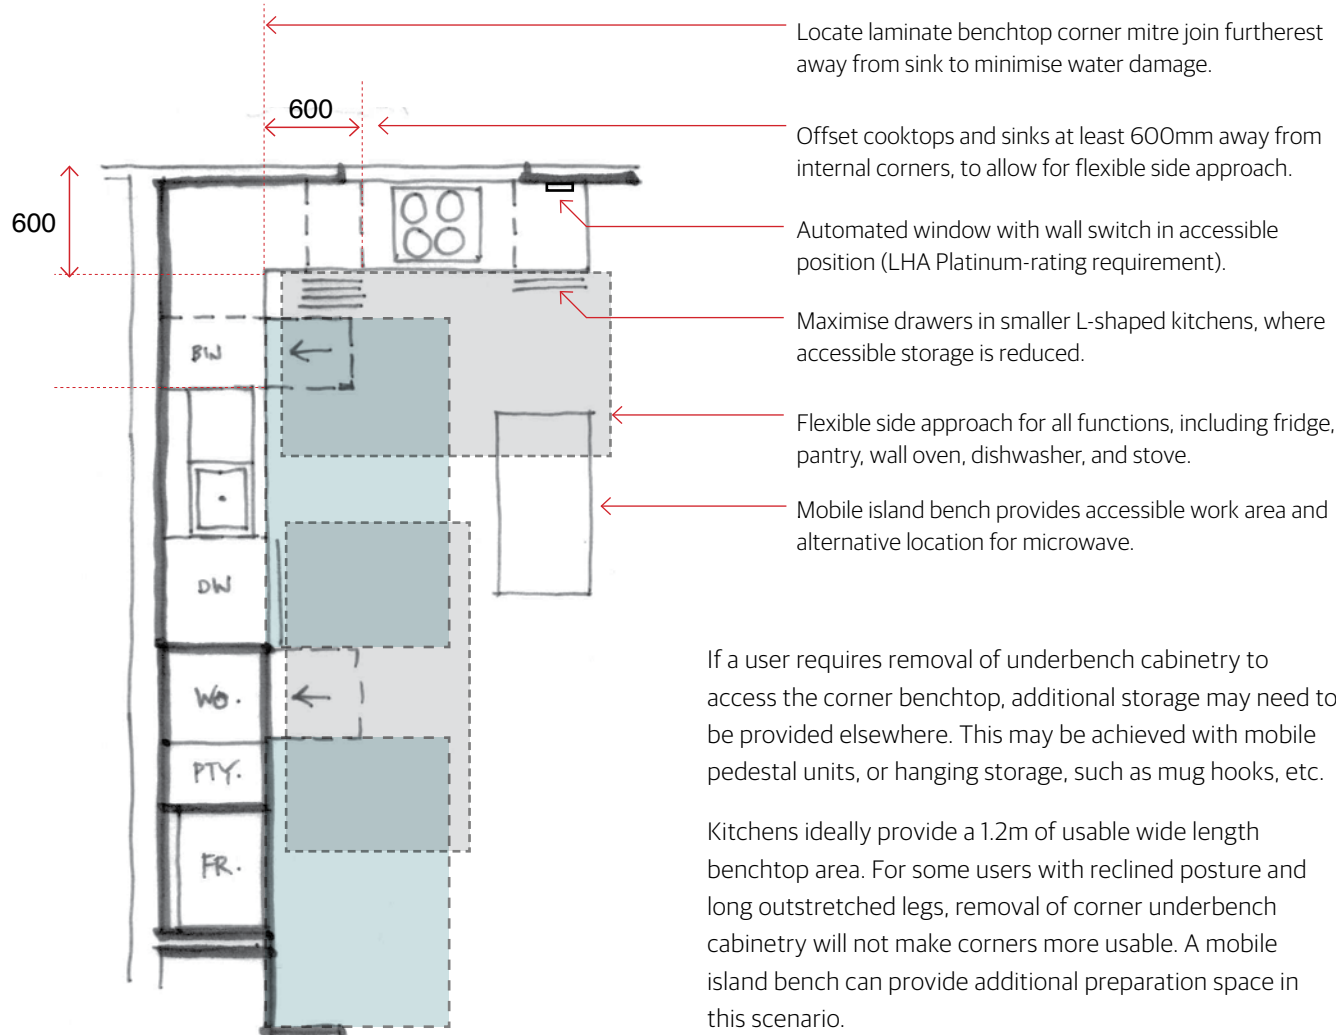 Locate laminate benchtop corner mitre join furtherest
away from sink to minimise water damage.
600
Offset cooktops and sinks at least 600mm away from
internal corners, to allow for flexible side approach.
600
Automated window with wall switch in accessible
position (LHA Platinum-rating requirement).
Maximise drawers in smaller L-shaped kitchens, where
accessible storage is reduced.
BIN
Flexible side approach for all functions, including fridge,
pantry, wall oven, dishwasher, and stove.
Mobile island bench provides accessible work area and
alternative location for microwave.
DW
WO.
PTY.
FR.
If a user requires removal of underbench cabinetry to
access the corner benchtop, additional storage may need to
be provided elsewhere. This may be achieved with mobile
pedestal units, or hanging storage, such as mug hooks, etc.
Kitchens ideally provide a 1.2m of usable wide length
benchtop area. For some users with reclined posture and
long outstretched legs, removal of corner underbench
cabinetry will not make corners more usable. A mobile
island bench can provide additional preparation space in
this scenario.